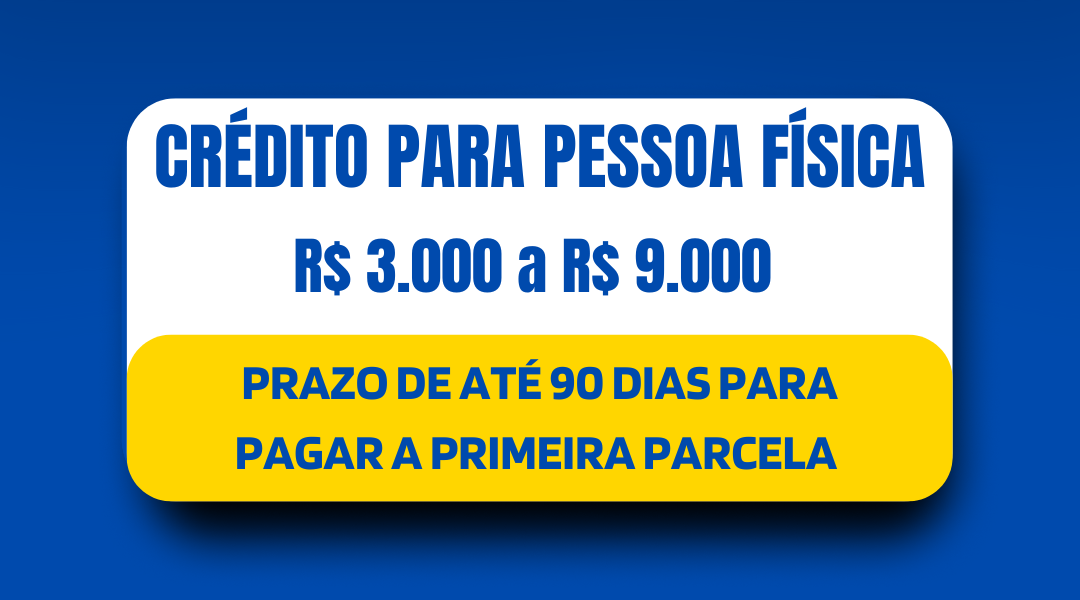 CRÉDITO PARA PESSOA FÍSICA
R$ 3.000 a R$ 9.000
PRAZO DE ATÉ 90 DIAS PARA
PAGAR A PRIMEIRA PARCELA